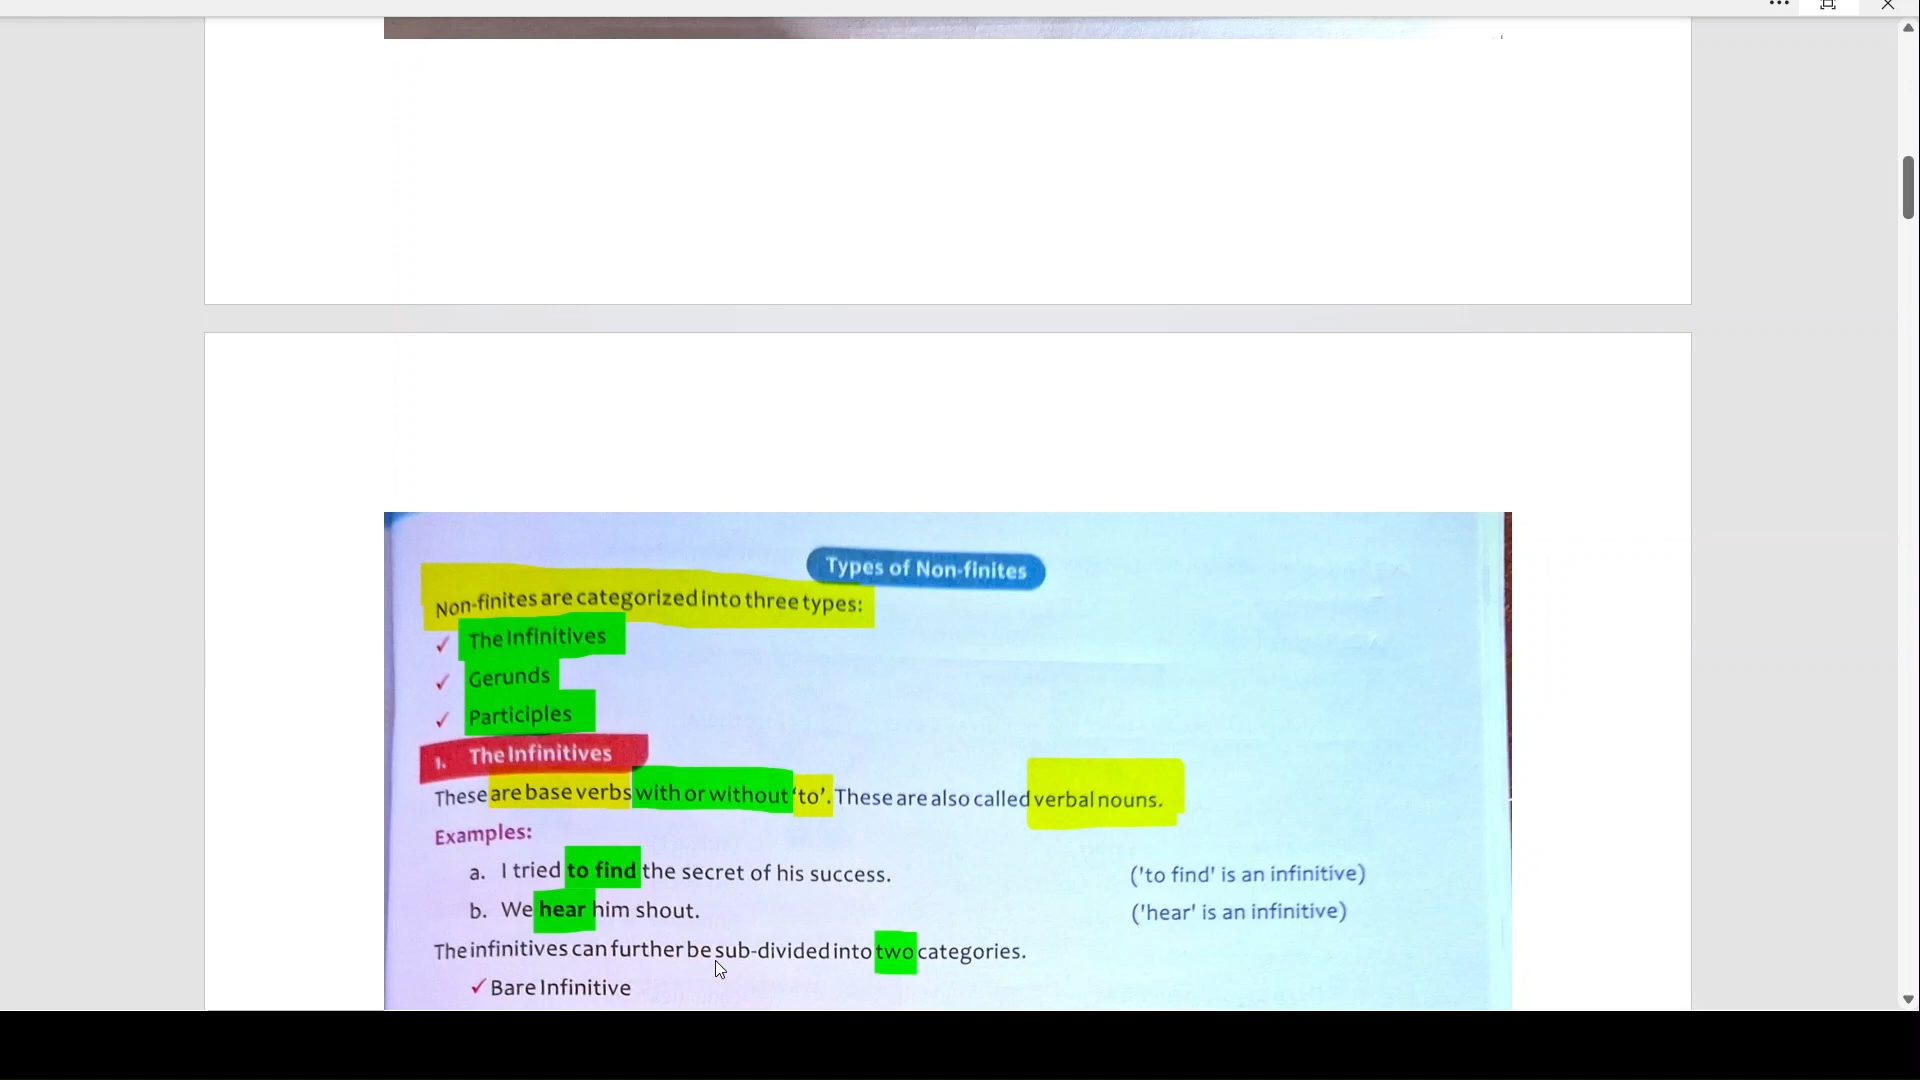 Types of Non-finites
Non-finites are categorized into three types:
✓ The Infinitives
✓ Gerunds
✓ Participles
1. The Infinitives
These are base verbs with or without 'to'. These are also called verbal nouns.
Examples:
a. I tried to find the secret of his success. ('to find' is an infinitive)
b. We hear him shout. ('hear' is an infinitive)
The infinitives can further be sub-divided into two categories.
✓ Bare Infinitive